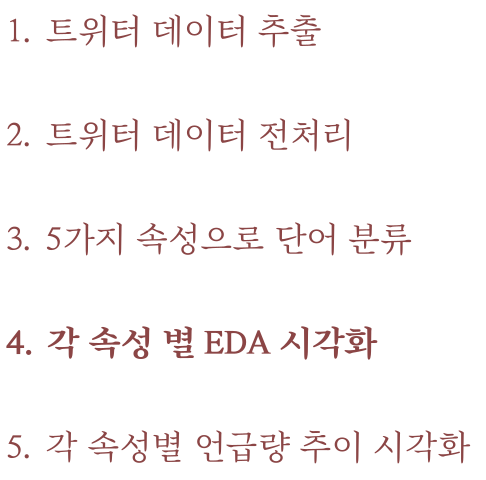 1. 트위터 데이터 추출
2. 트위터 데이터 전처리
3. 5가지 속성으로 단어 분류
4. 각 속성 별 EDA 시각화
5. 각 속성별 언급량 추이 시각화